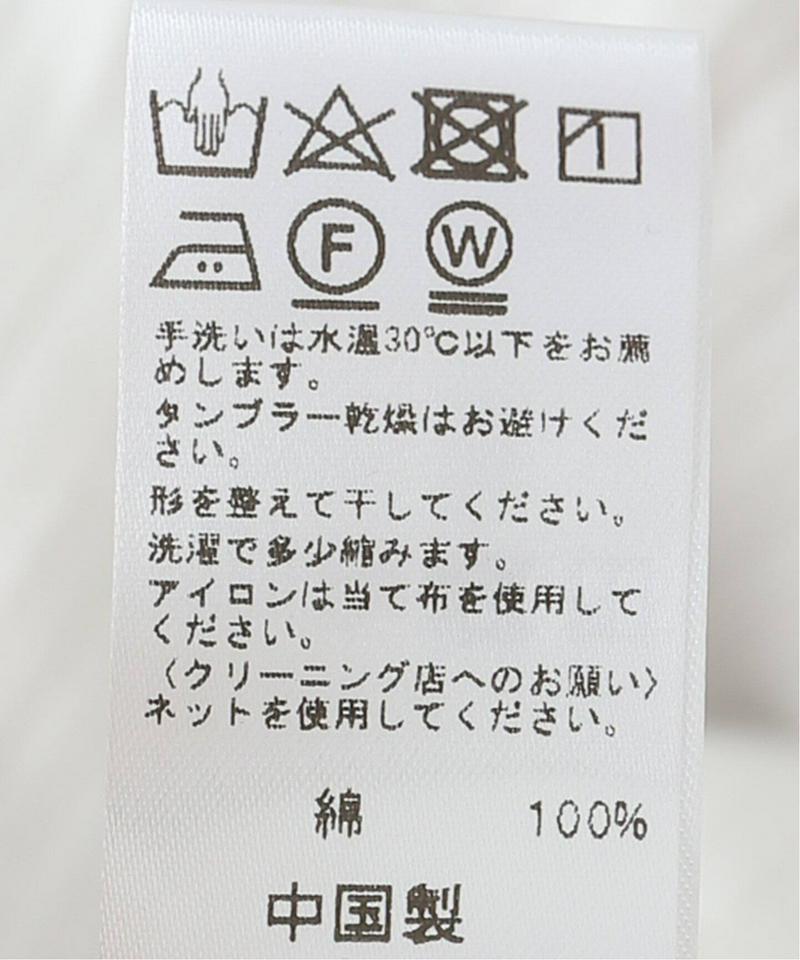 F W
手洗いは水温30℃以下をお薦
めします。
タンブラー乾燥はお避けくだ
さい。
形を整えて干してください。
洗濯で多少縮みます。
アイロンは当て布を使用して
ください。
〈クリーニング店へのお願い〉
ネットを使用してください。
綿 100%
中国製